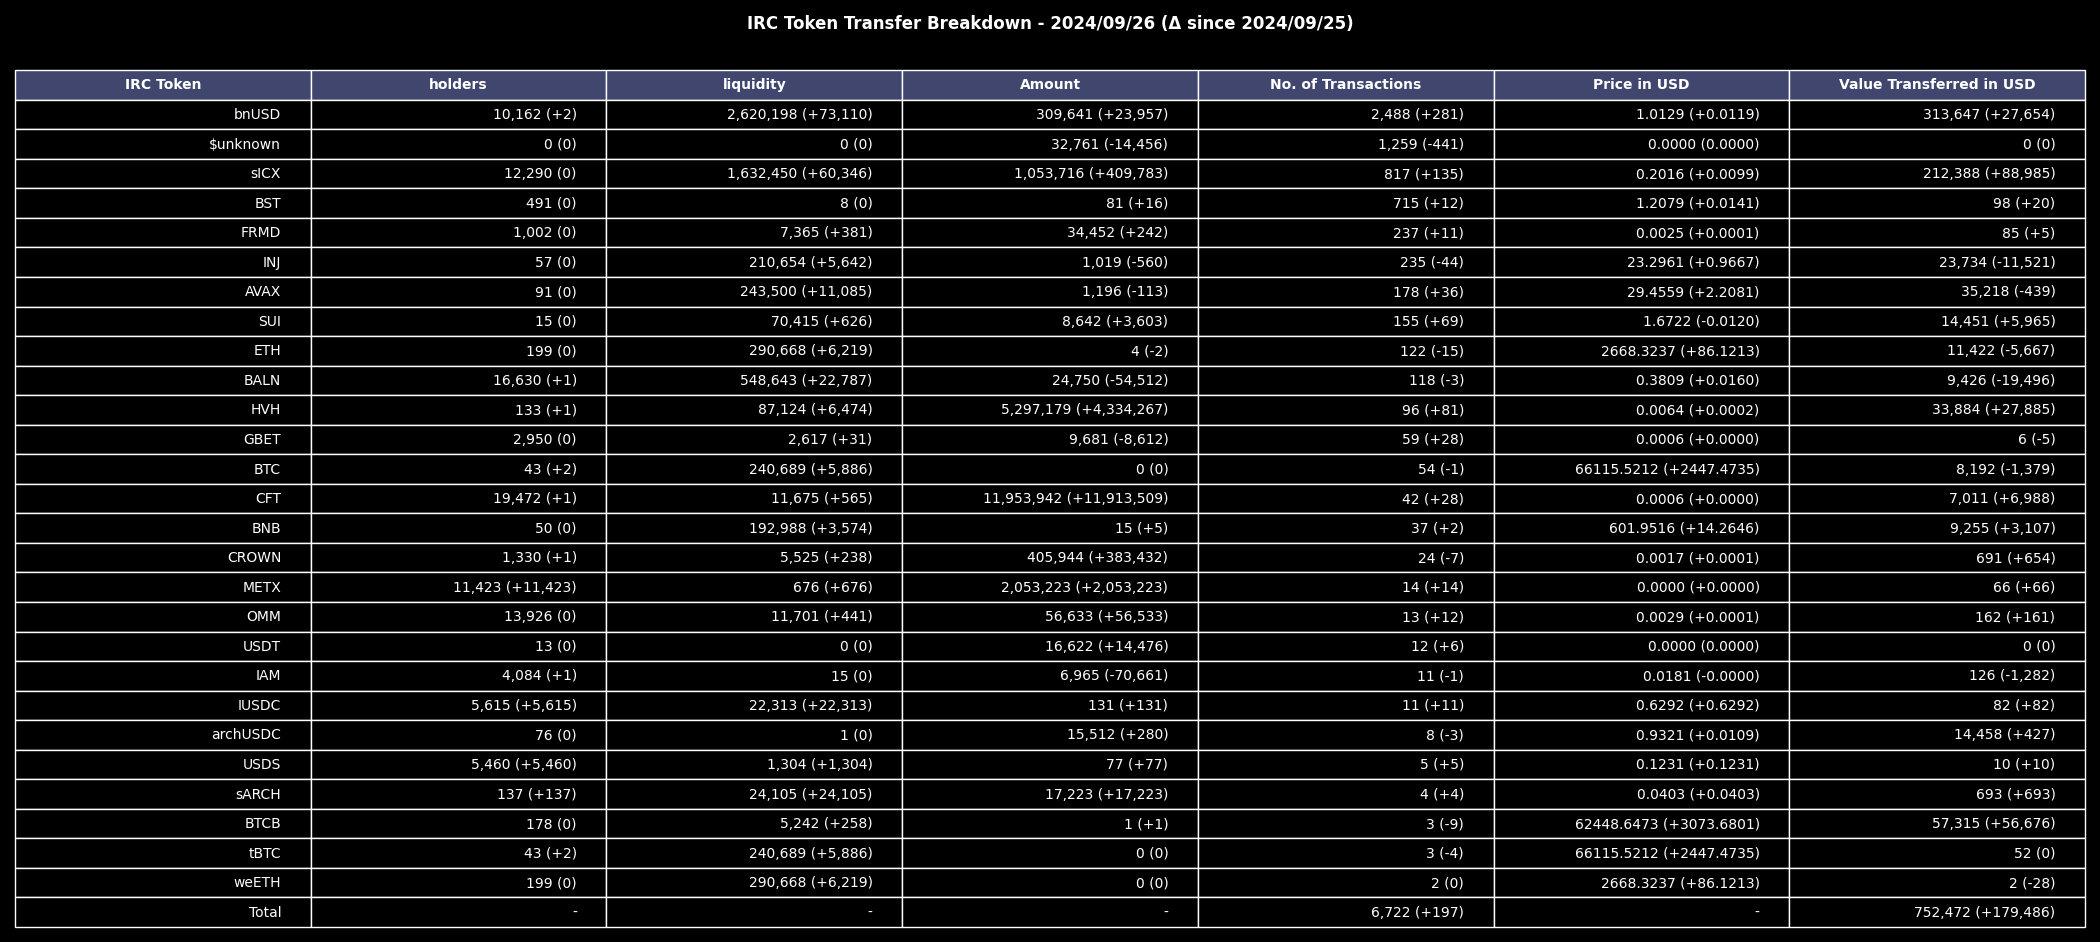 IRC Token Transfer Breakdown - 2024/09/26 (Δ since 2024/09/25)
IRC Token holders liquidity Amount No. of Transactions Price in USD Value Transferred in USD
bnUSD 10,162 (+2) 2,620,198 (+73,110) 309,641 (+23,957) 2,488 (+281) 1.0129 (+0.0119) 313,647 (+27,654)
$unknown 0 (0) 0 (0) 32,761 (-14,456) 1,259 (-441) 0.0000 (0.0000) 0 (0)
sICX 12,290 (0) 1,632,450 (+60,346) 1,053,716 (+409,783) 817 (+135) 0.2016 (+0.0099) 212,388 (+88,985)
BST 491 (0) 8 (0) 81 (+16) 715 (+12) 1.2079 (+0.0141) 98 (+20)
FRMD 1,002 (0) 7,365 (+381) 34,452 (+242) 237 (+11) 0.0025 (+0.0001) 85 (+5)
INJ 57 (0) 210,654 (+5,642) 1,019 (-560) 235 (-44) 23.2961 (+0.9667) 23,734 (-11,521)
AVAX 91 (0) 243,500 (+11,085) 1,196 (-113) 178 (+36) 29.4559 (+2.2081) 35,218 (-439)
SUI 15 (0) 70,415 (+626) 8,642 (+3,603) 155 (+69) 1.6722 (-0.0120) 14,451 (+5,965)
ETH 199 (0) 290,668 (+6,219) 4 (-2) 122 (-15) 2668.3237 (+86.1213) 11,422 (-5,667)
BALN 16,630 (+1) 548,643 (+22,787) 24,750 (-54,512) 118 (-3) 0.3809 (+0.0160) 9,426 (-19,496)
HVH 133 (+1) 87,124 (+6,474) 5,297,179 (+4,334,267) 96 (+81) 0.0064 (+0.0002) 33,884 (+27,885)
GBET 2,950 (0) 2,617 (+31) 9,681 (-8,612) 59 (+28) 0.0006 (+0.0000) 6 (-5)
BTC 43 (+2) 240,689 (+5,886) 0 (0) 54 (-1) 66115.5212 (+2447.4735) 8,192 (-1,379)
CFT 19,472 (+1) 11,675 (+565) 11,953,942 (+11,913,509) 42 (+28) 0.0006 (+0.0000) 7,011 (+6,988)
BNB 50 (0) 192,988 (+3,574) 15 (+5) 37 (+2) 601.9516 (+14.2646) 9,255 (+3,107)
CROWN 1,330 (+1) 5,525 (+238) 405,944 (+383,432) 24 (-7) 0.0017 (+0.0001) 691 (+654)
METX 11,423 (+11,423) 676 (+676) 2,053,223 (+2,053,223) 14 (+14) 0.0000 (+0.0000) 66 (+66)
OMM 13,926 (0) 11,701 (+441) 56,633 (+56,533) 13 (+12) 0.0029 (+0.0001) 162 (+161)
USDT 13 (0) 0 (0) 16,622 (+14,476) 12 (+6) 0.0000 (0.0000) 0 (0)
IAM 4,084 (+1) 15 (0) 6,965 (-70,661) 11 (-1) 0.0181 (-0.0000) 126 (-1,282)
IUSDC 5,615 (+5,615) 22,313 (+22,313) 131 (+131) 11 (+11) 0.6292 (+0.6292) 82 (+82)
archUSDC 76 (0) 1 (0) 15,512 (+280) 8 (-3) 0.9321 (+0.0109) 14,458 (+427)
USDS 5,460 (+5,460) 1,304 (+1,304) 77 (+77) 5 (+5) 0.1231 (+0.1231) 10 (+10)
sARCH 137 (+137) 24,105 (+24,105) 17,223 (+17,223) 4 (+4) 0.0403 (+0.0403) 693 (+693)
BTCB 178 (0) 5,242 (+258) 1 (+1) 3 (-9) 62448.6473 (+3073.6801) 57,315 (+56,676)
tBTC 43 (+2) 240,689 (+5,886) 0 (0) 3 (-4) 66115.5212 (+2447.4735) 52 (0)
weETH 199 (0) 290,668 (+6,219) 0 (0) 2 (0) 2668.3237 (+86.1213) 2 (-28)
Total - - - 6,722 (+197) - 752,472 (+179,486)